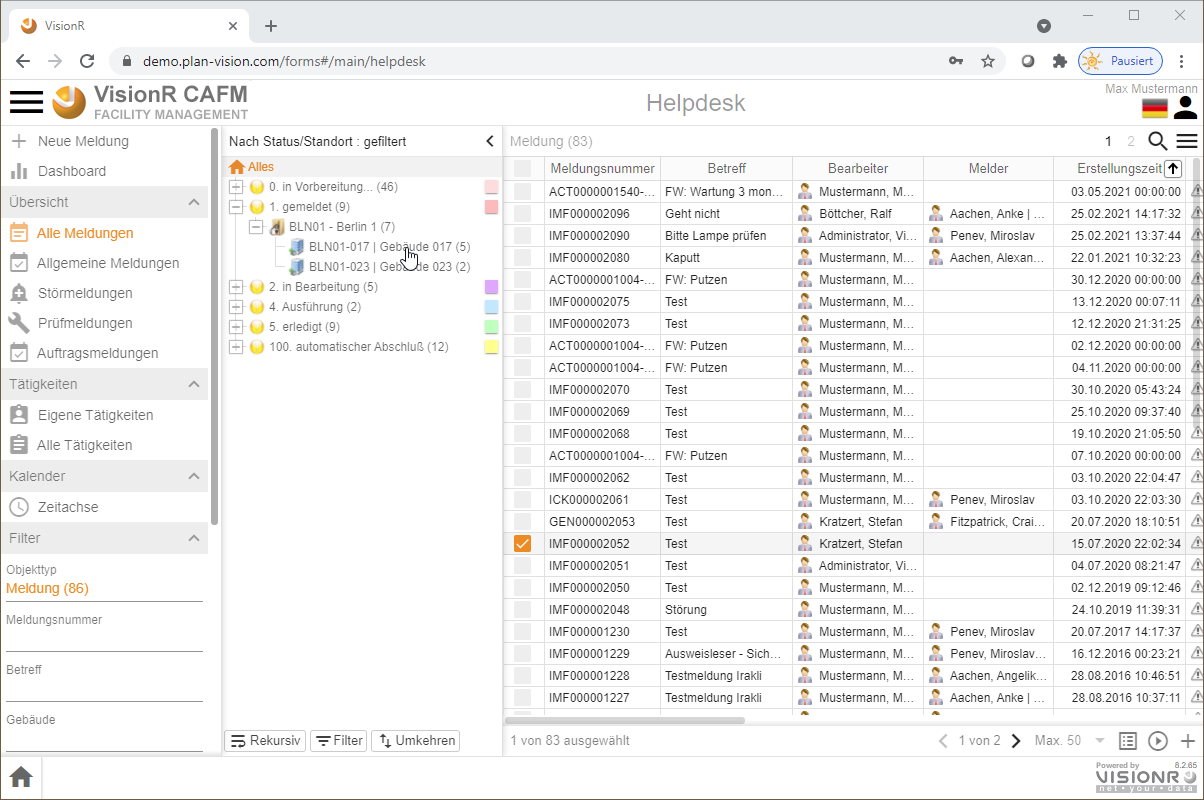 VisionR
demo.plan-vision.com/forms#/main/helpdesk
Pausiert
VisionR CAFM
FACILITY MANAGEMENT
Helpdesk
Max Mustermann
Neue Meldung
Dashboard
Übersicht
Alle Meldungen
Allgemeine Meldungen
Störmeldungen
Prüfmeldungen
Auftragsmeldungen
Tätigkeiten
Eigene Tätigkeiten
Alle Tätigkeiten
Kalender
Zeitachse
Filter
Objekttyp
Meldung (86)
Meldungsnummer
Betreff
Gebäude
Nach Status/Standort : gefiltert
Alles
0. in Vorbereitung... (46)
1. gemeldet (9)
BLN01 - Berlin 1 (7)
BLN01-017 | Gebäude 017 (5)
BLN01-023 | Gebäude 023 (2)
2. in Bearbeitung (5)
4. Ausführung (2)
5. erledigt (9)
100. automatischer Abschluß (12)
Rekursiv Filter Umkehren
Meldung (83) 1 2
Meldungsnummer Betreff Bearbeiter Melder Erstellungszeit
ACT0000001540-... FW: Wartung 3 mon... Mustermann, M... 03.05.2021 00:00:00
IMF000002096 Geht nicht Böttcher, Ralf Aachen, Anke | ... 25.02.2021 14:17:32
IMF000002090 Bitte Lampe prüfen Administrator, Vi... Penev, Miroslav 25.02.2021 13:37:44
IMF000002080 Kaputt Mustermann, M... Aachen, Alexan... 22.01.2021 10:32:23
ACT0000001004-... FW: Putzen Mustermann, M... 30.12.2020 00:00:00
IMF000002075 Test Mustermann, M... 13.12.2020 00:07:11
IMF000002073 Test Mustermann, M... 12.12.2020 21:31:25
ACT0000001004-... FW: Putzen Mustermann, M... 02.12.2020 00:00:00
ACT0000001004-... FW: Putzen Mustermann, M... 04.11.2020 00:00:00
IMF000002070 Test Mustermann, M... 30.10.2020 05:43:24
IMF000002069 Test Mustermann, M... 25.10.2020 09:37:40
IMF000002068 Test Mustermann, M... 19.10.2020 21:05:50
ACT0000001004-... FW: Putzen Mustermann, M... 07.10.2020 00:00:00
IMF000002062 Test Mustermann, M... 03.10.2020 22:04:47
ICK000002061 Test Mustermann, M... Penev, Miroslav 03.10.2020 22:03:30
GEN000002053 Test Kratzert, Stefan Fitzpatrick, Crai... 20.07.2020 18:10:51
IMF000002052 Test Kratzert, Stefan 15.07.2020 22:02:34
IMF000002051 Test Administrator, Vi... 04.07.2020 08:21:47
IMF000002050 Test Mustermann, M... 02.12.2019 09:12:46
IMF000002048 Störung Mustermann, M... 24.10.2019 11:39:31
IMF000001230 Test Mustermann, M... Penev, Miroslav 20.07.2017 14:17:37
IMF000001229 Ausweisleser - Sich... Mustermann, M... Penev, Miroslav... 16.12.2016 00:23:21
IMF000001228 Testmeldung Irakli Mustermann, M... Aachen, Angelik... 28.08.2016 10:46:51
IMF000001227 Testmeldung Irakli Mustermann, M... Aachen, Anke | ... 28.08.2016 10:37:11
1 von 83 ausgewählt 1 von 2 Max. 50
Powered by 8.2.65
VISIONR
net • your • data